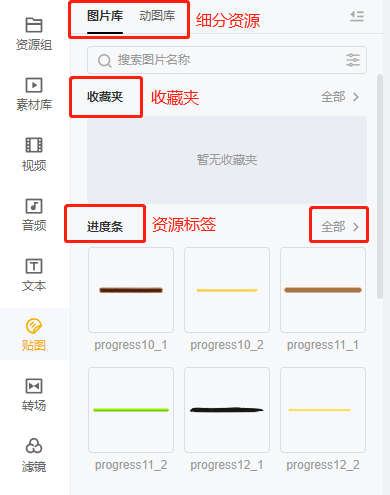 图片库 动图库 细分资源
资源组
搜索图片名称
素材库
收藏夹 收藏夹 全部
视频
暂无收藏夹
音频
进度条 资源标签 全部
文本
贴图
progress10_1 progress10_2 progress11_1
转场
滤镜
progress11_2 progress12_1 progress12_2